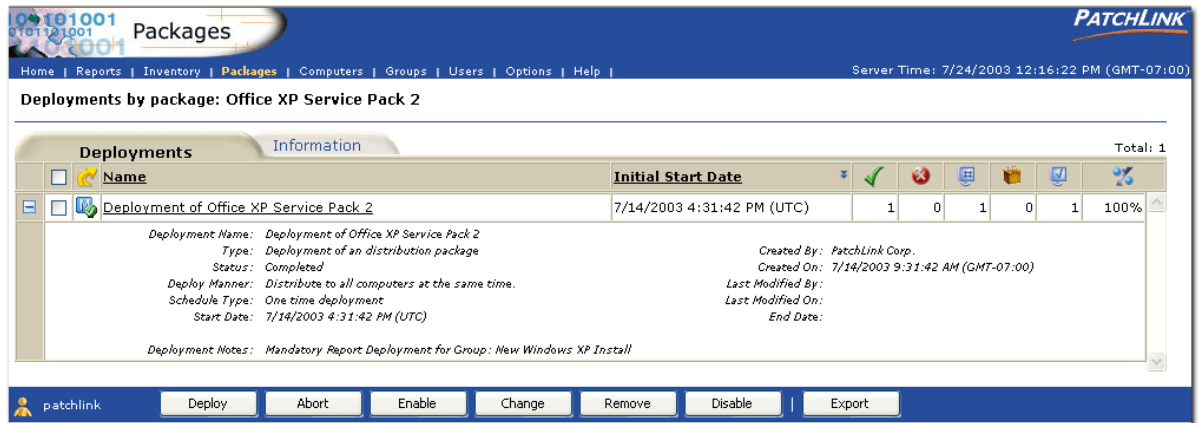 Packages
PATCHLINK
Home | Reports | Inventory | Packages | Computers | Groups | Users | Options | Help |
Server Time: 7/24/2003 12:16:22 PM (GMT-07:00)
Deployments by package: Office XP Service Pack 2
Deployments
Information
Total: 1
Name
Initial Start Date
Deployment of Office XP Service Pack 2
7/14/2003 4:31:42 PM (UTC)
1 0 1 0 1 100%
Deployment Name: Deployment of Office XP Service Pack 2
Type: Deployment of an distribution package
Created By: PatchLink Corp.
Status: Completed
Created On: 7/14/2003 9:31:42 AM (GMT-07:00)
Deploy Manner: Distribute to all computers at the same time.
Last Modified By:
Schedule Type: One time deployment
Last Modified On:
Start Date: 7/14/2003 4:31:42 PM (UTC)
End Date:
Deployment Notes: Mandatory Report Deployment for Group: New Windows XP Install
patchlink
Deploy
Abort
Enable
Change
Remove
Disable
|
Export